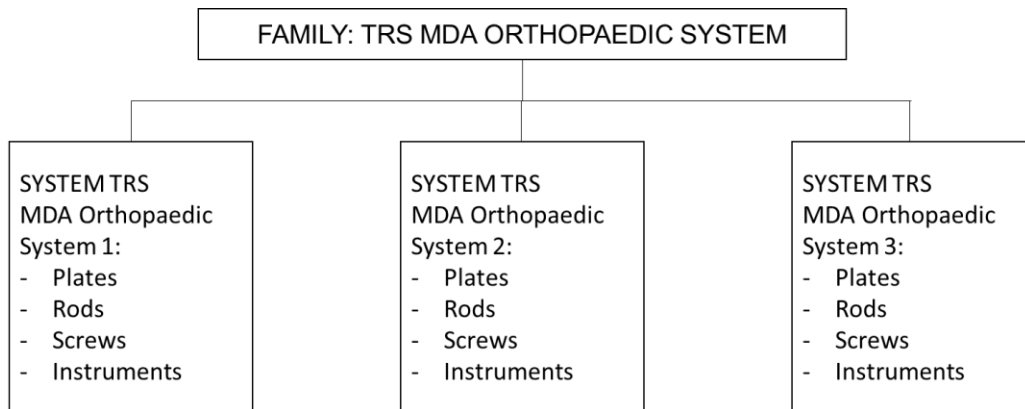 FAMILY: TRS MDA ORTHOPAEDIC SYSTEM
SYSTEM TRS
MDA Orthopaedic
System 1:
- Plates
- Rods
- Screws
- Instruments
SYSTEM TRS
MDA Orthopaedic
System 2:
- Plates
- Rods
- Screws
- Instruments
SYSTEM TRS
MDA Orthopaedic
System 3:
- Plates
- Rods
- Screws
- Instruments